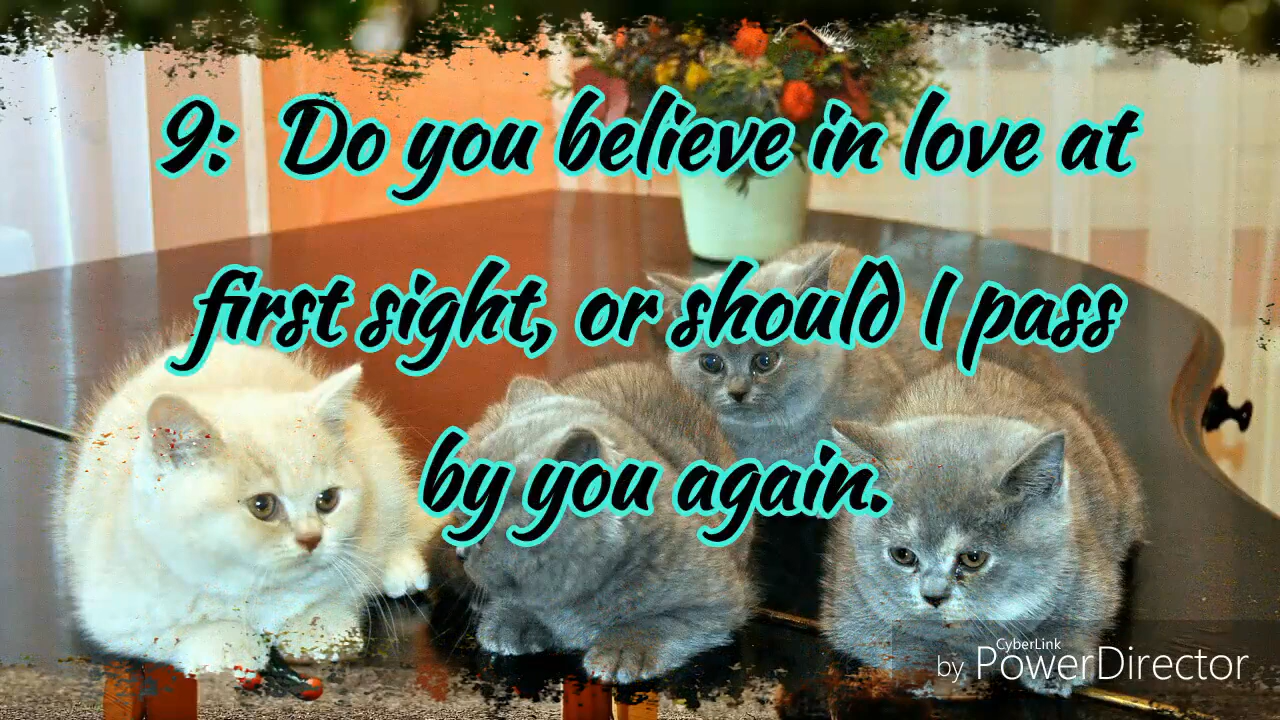 9: Do you believe in love at
first sight, or should I pass
by you again.
CyberLink
by PowerDirector